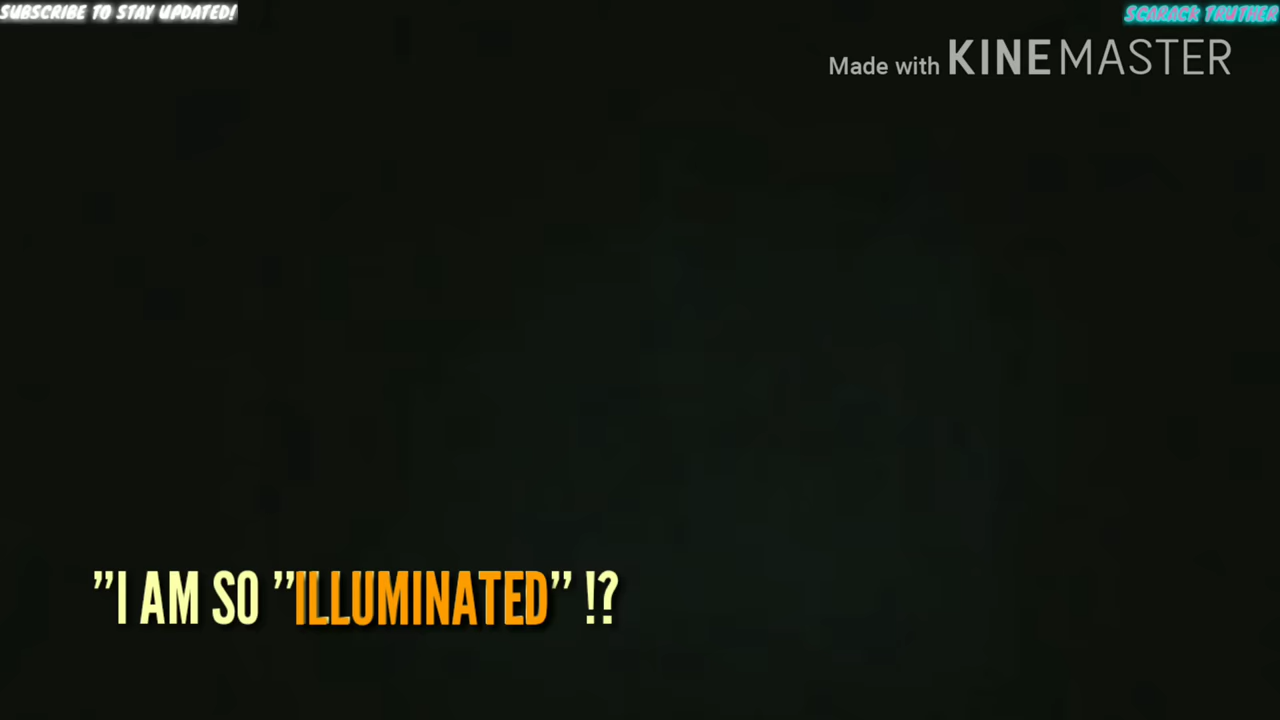 SUBSCRIBE TO STAY UPDATED!
SCARACK TRUTHER
Made with KINEMASTER
"I AM SO "ILLUMINATED" !?